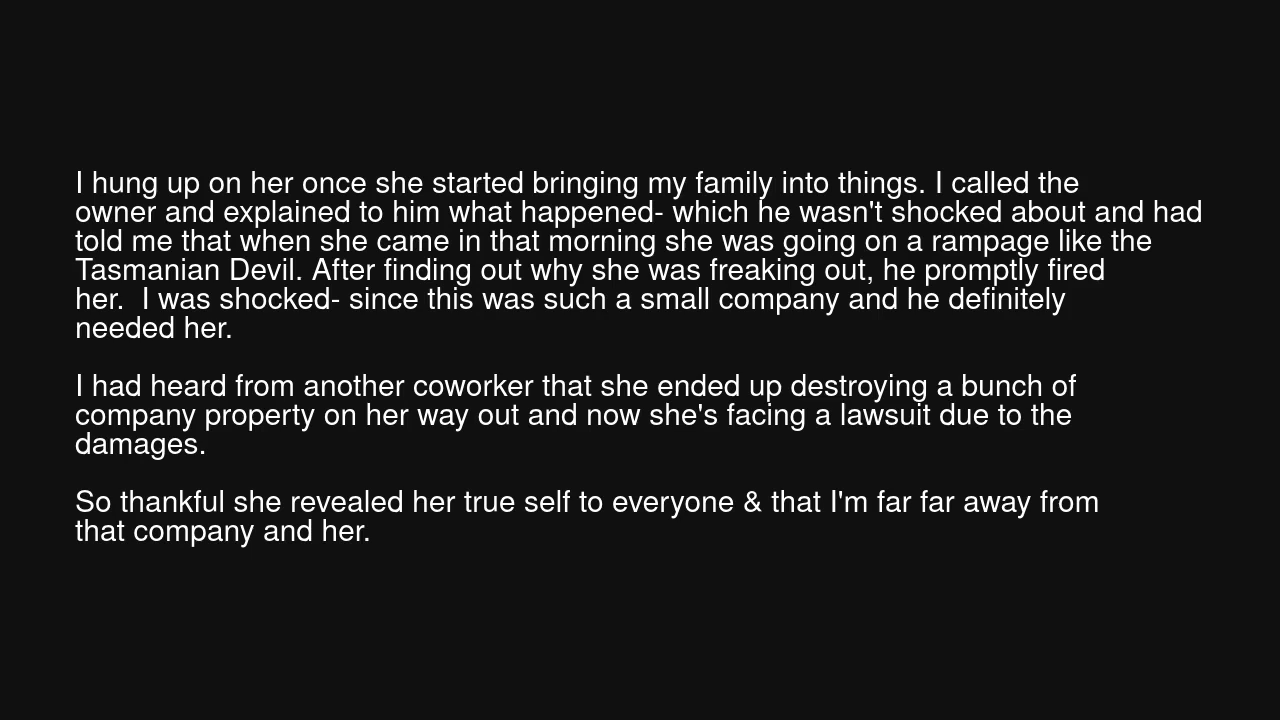 I hung up on her once she started bringing my family into things. I called the
owner and explained to him what happened- which he wasn't shocked about and had
told me that when she came in that morning she was going on a rampage like the
Tasmanian Devil. After finding out why she was freaking out, he promptly fired
her.  I was shocked- since this was such a small company and he definitely
needed her.

I had heard from another coworker that she ended up destroying a bunch of
company property on her way out and now she's facing a lawsuit due to the
damages.

So thankful she revealed her true self to everyone & that I'm far far away from
that company and her.